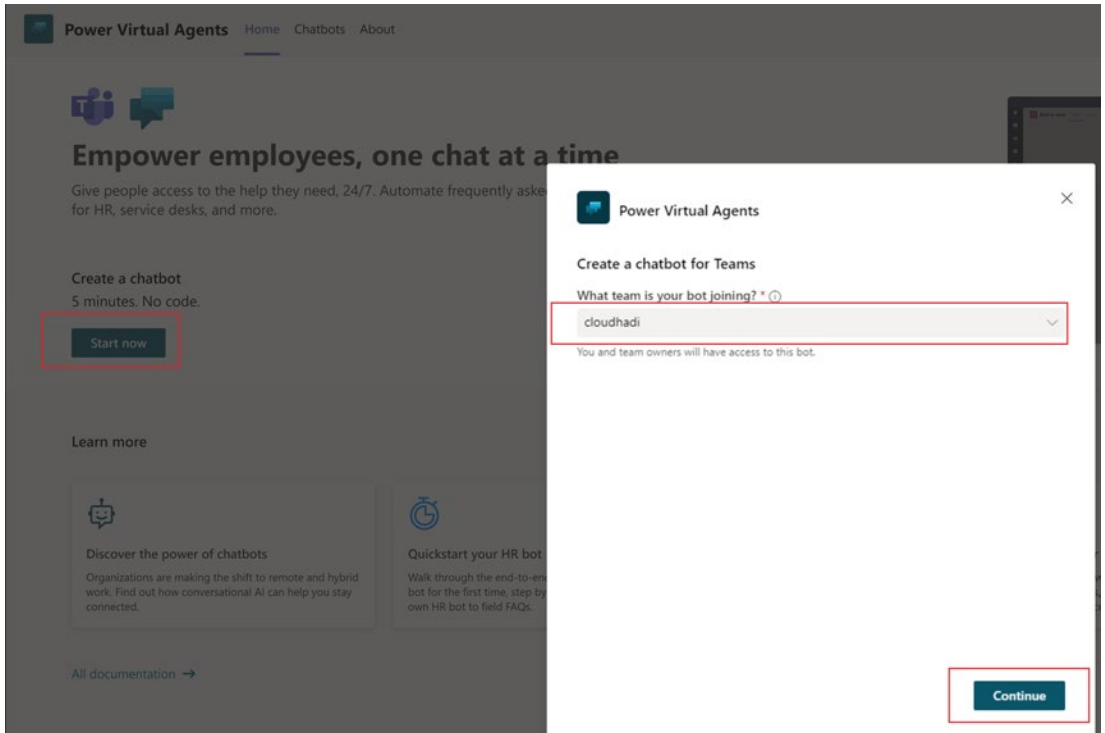 Power Virtual Agents Home Chatbots About
Empower employees, one chat at a time
Give people access to the help they need, 24/7. Automate frequently aske
for HR, service desks, and more.
Create a chatbot
5 minutes. No code.
Start now
Learn more
Discover the power of chatbots
Organizations are making the shift to remote and hybrid
work. Find out how conversational AI can help you stay
connected.
Quickstart your HR bot
Walk through the end-to-en
bot for the first time, step by
own HR bot to field FAQs.
All documentation →
Power Virtual Agents
Create a chatbot for Teams
What team is your bot joining? *
cloudhadi
You and team owners will have access to this bot.
Continue